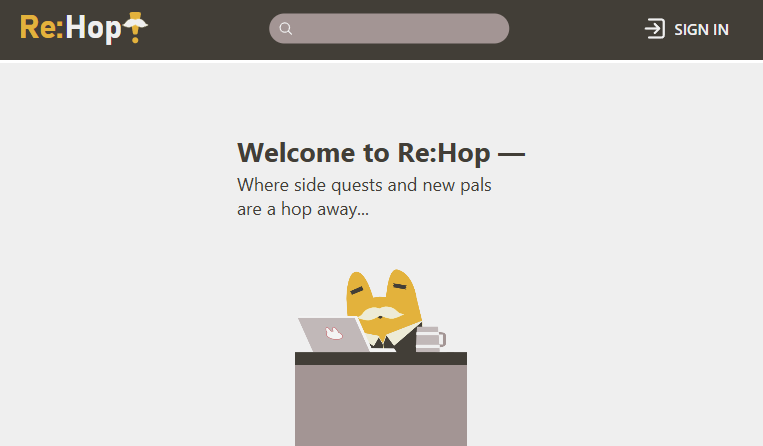 Re:Hop!
SIGN IN
Welcome to Re:Hop —
Where side quests and new pals
are a hop away...